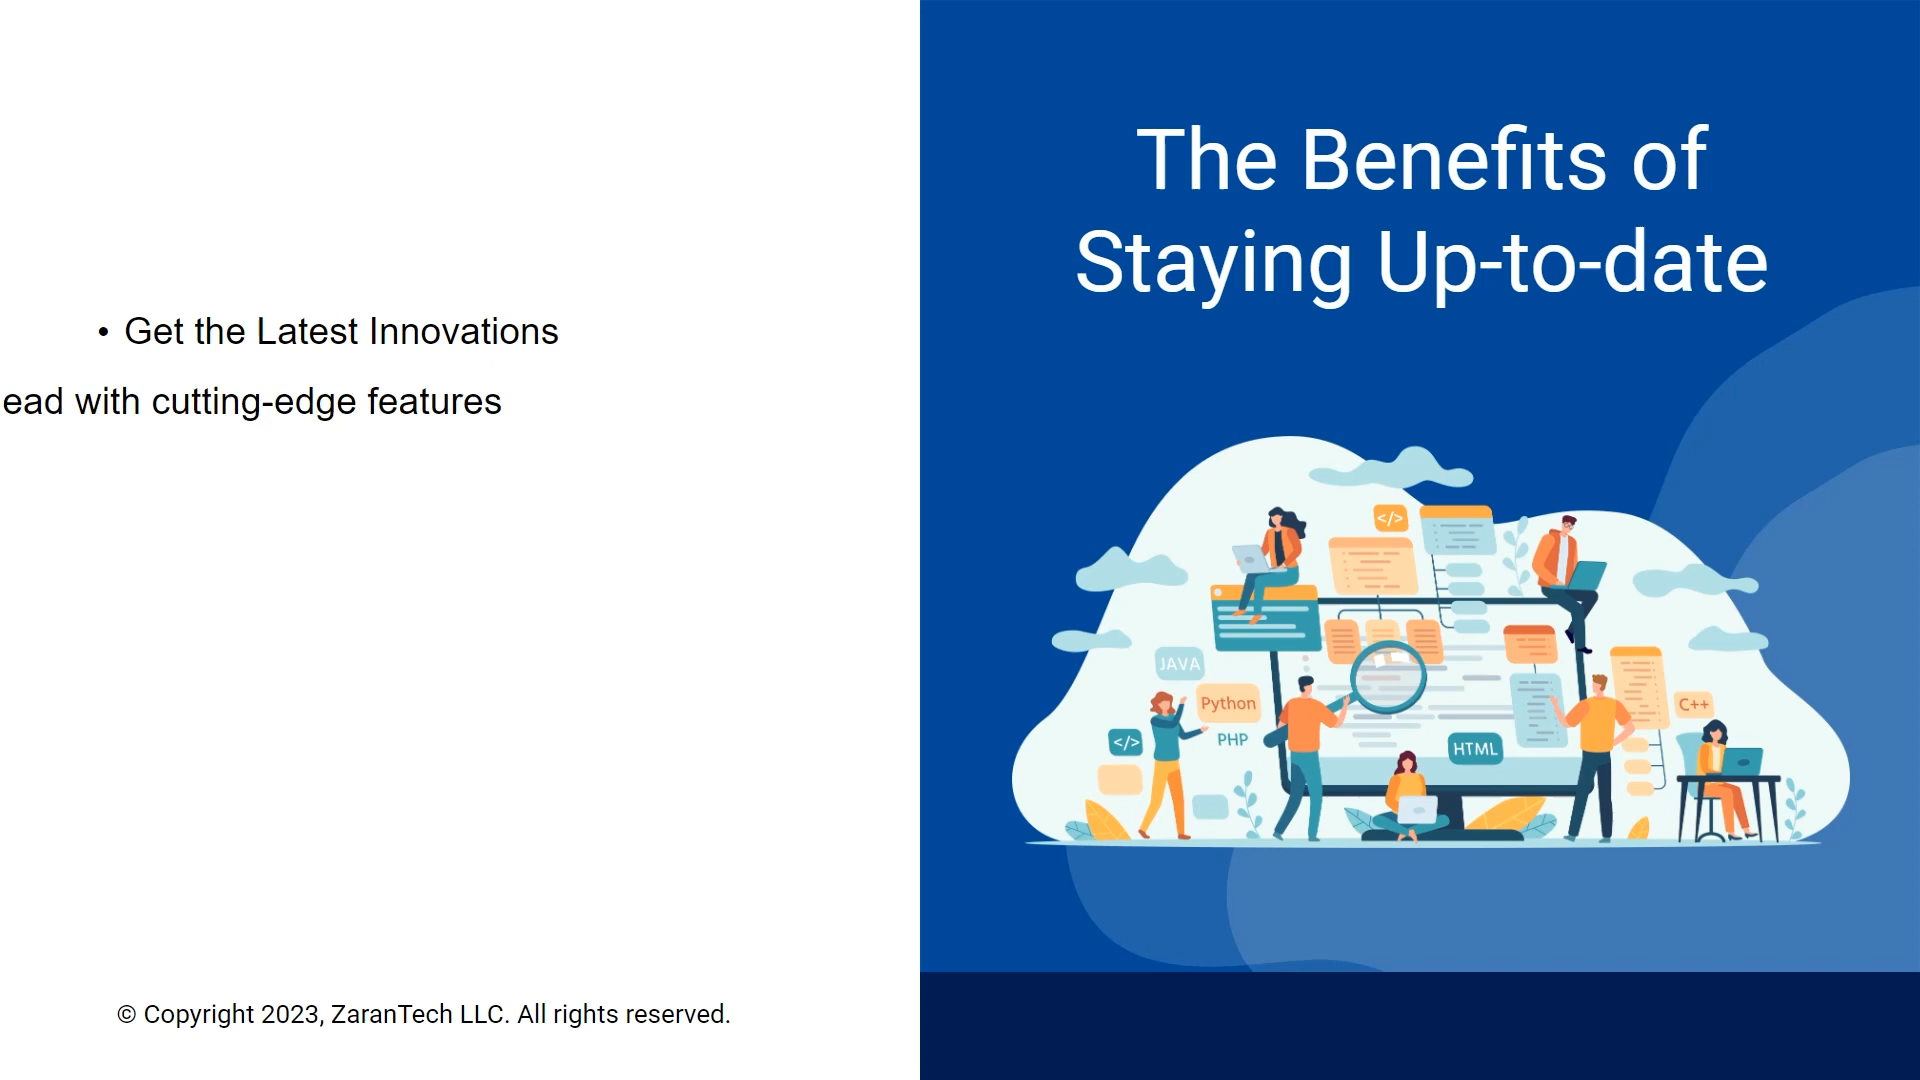 The Benefits of
Staying Up-to-date
• Get the Latest Innovations
ead with cutting-edge features
</>
JAVA
Python
C++
</>
PHP
HTML
© Copyright 2023, ZaranTech LLC. All rights reserved.